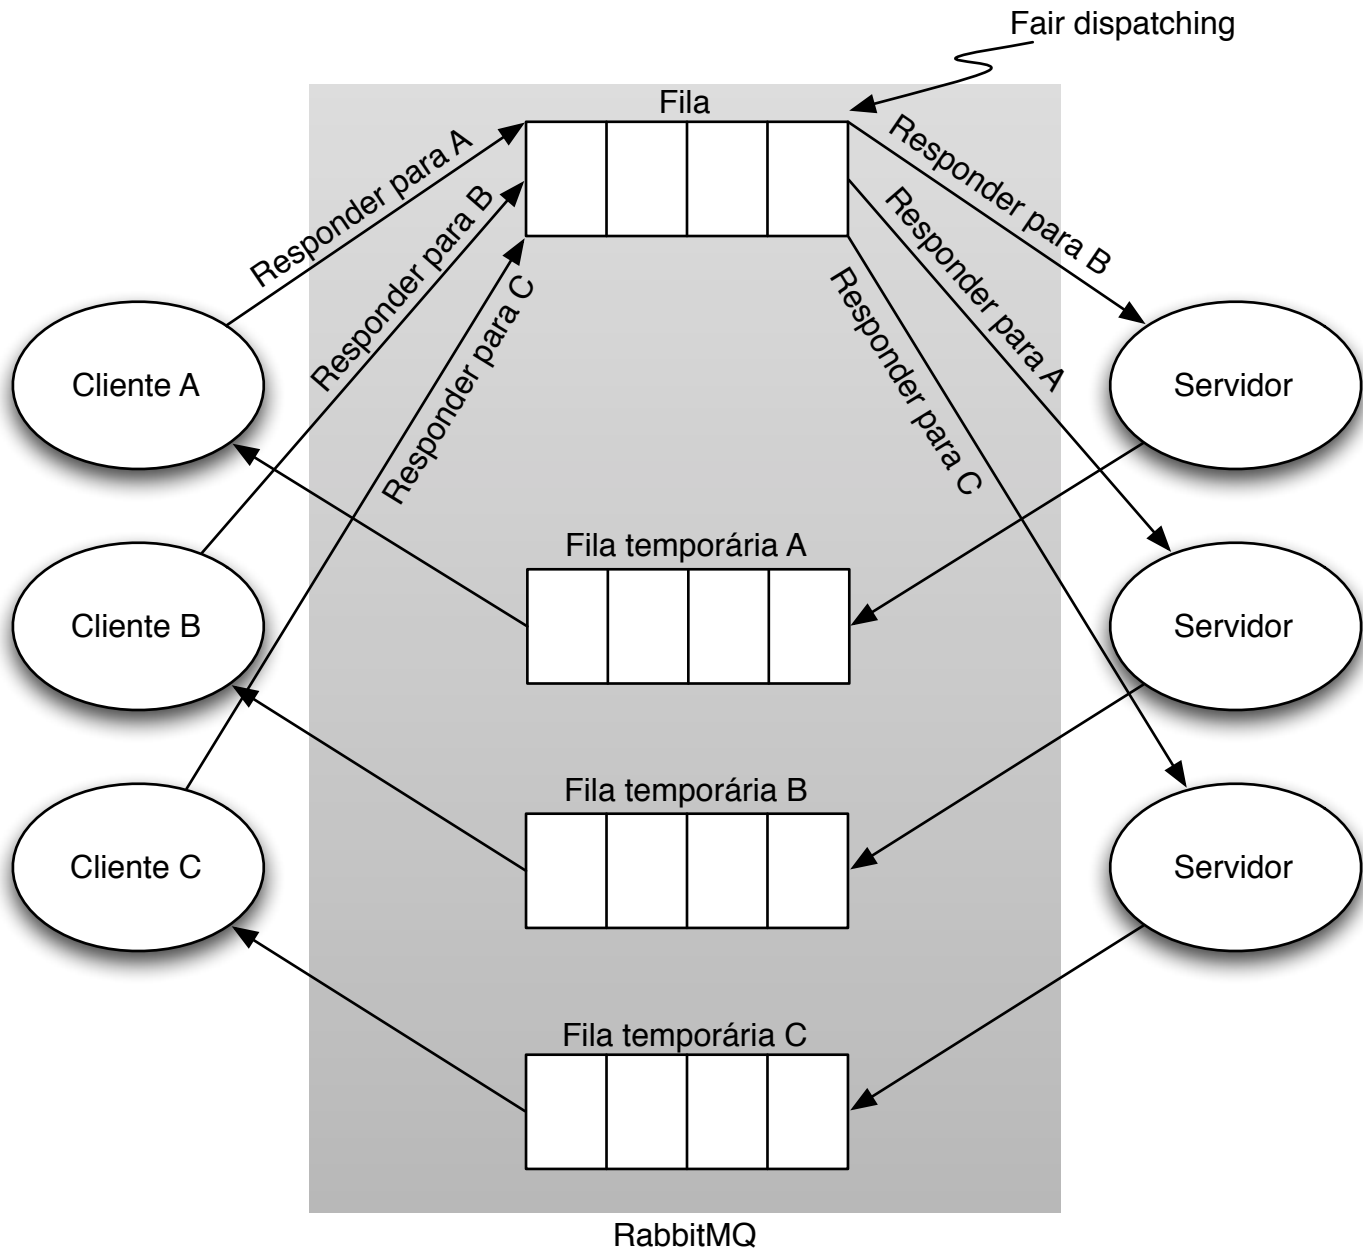 Fair dispatching
Fila
Responder para A
Responder para B
Responder para C
Responder para B
Responder para A
Responder para C
Cliente A
Servidor
Fila temporária A
Cliente B
Servidor
Fila temporária B
Cliente C
Servidor
Fila temporária C
RabbitMQ